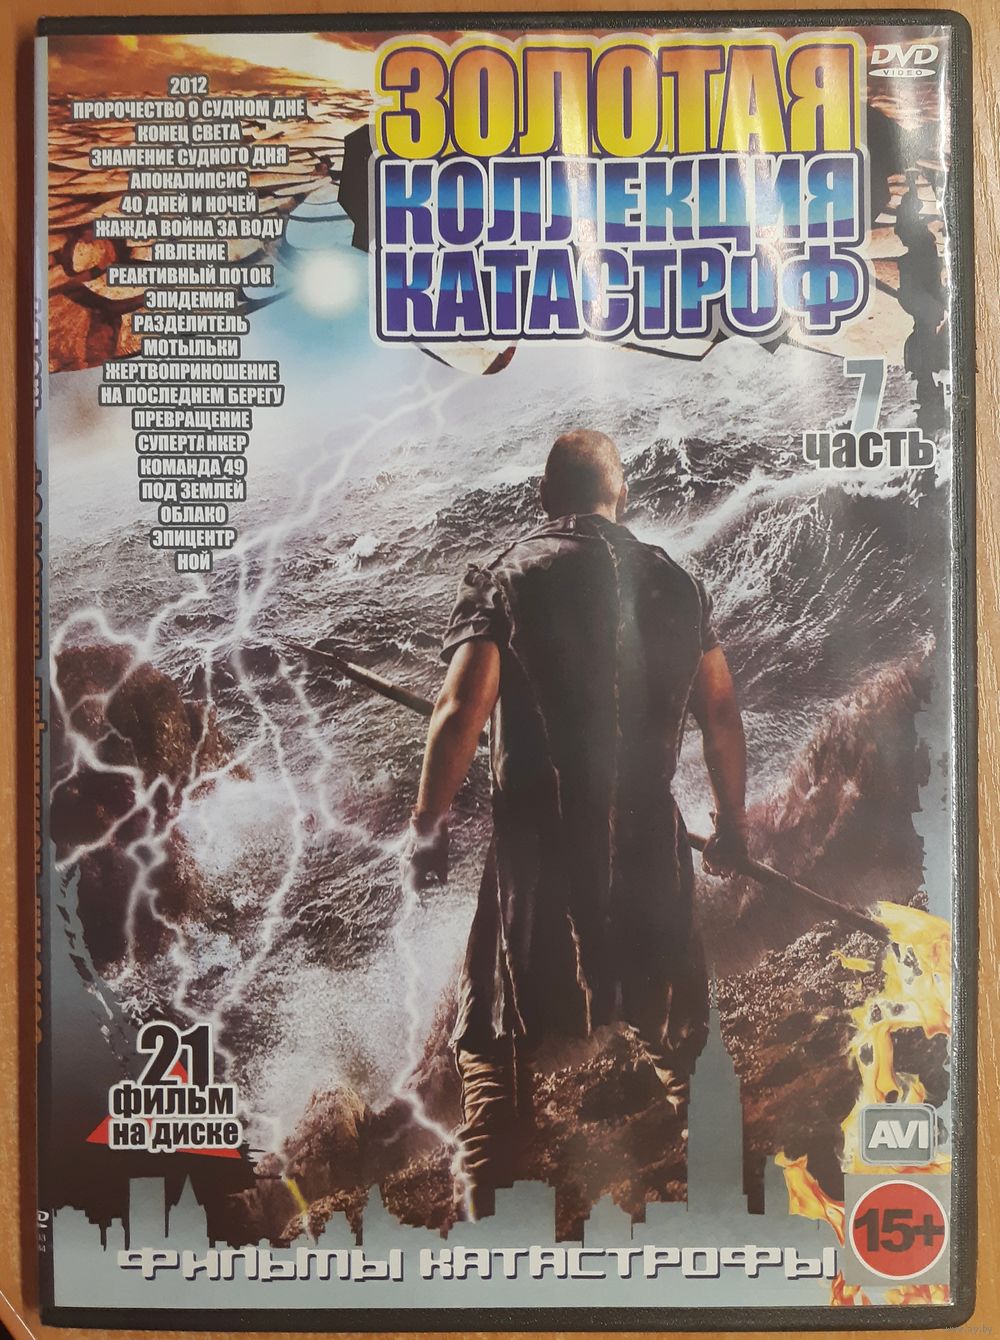 ЗОЛОТАЯ
КОЛЛЕКЦИЯ
КАТАСТРОФ
DVD
VIDEO
7
часть
2012
ПРОРОЧЕСТВО О СУДНОМ ДНЕ
КОНЕЦ СВЕТА
ЗНАМЕНИЕ СУДНОГО ДНЯ
АПОКАЛИПСИС
40 ДНЕЙ И НОЧЕЙ
ЖАЖДА ВОЙНА ЗА ВОДУ
ЯВЛЕНИЕ
РЕАКТИВНЫЙ ПОТОК
ЭПИДЕМИЯ
РАЗДЕЛИТЕЛЬ
МОТЫЛЬКИ
ЖЕРТВОПРИНОШЕНИЕ
НА ПОСЛЕДНЕМ БЕРЕГУ
ПРЕВРАЩЕНИЕ
СУПЕРТАНКЕР
КОМАНДА 49
ПОД ЗЕМЛЕЙ
ОБЛАКО
ЭПИЦЕНТР
НОЙ
21
фильм
на диске
AVI
15+
ФИЛЬМЫ КАТАСТРОФЫ